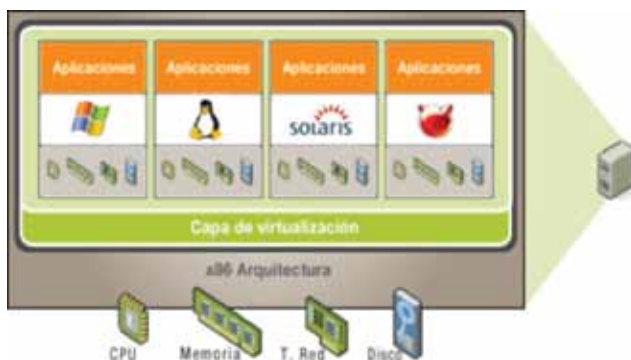 Aplicaciones Aplicaciones Aplicaciones Aplicaciones
solaris
Capa de virtualización
x86 Arquitectura
CPU Memoria T. Red Disco